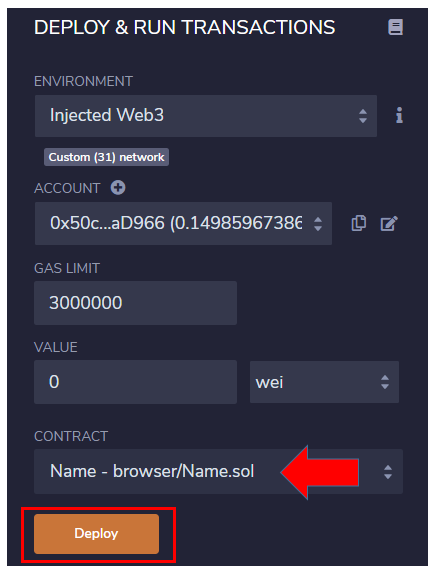 DEPLOY & RUN TRANSACTIONS
ENVIRONMENT
Injected Web3
Custom (31) network
ACCOUNT
0x50c...aD966 (0.14985967386
GAS LIMIT
3000000
VALUE
0 wei
CONTRACT
Name - browser/Name.sol
Deploy